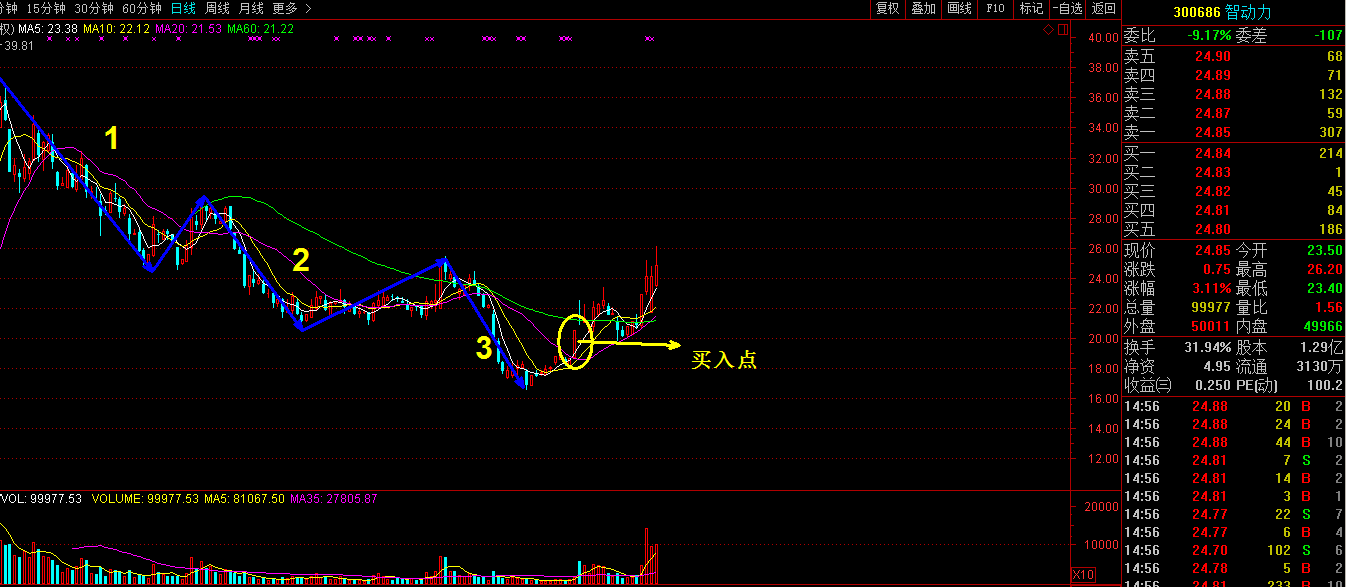 分钟 15分钟 30分钟 60分钟 日线 周线 月线 更多 >
复权 叠加 画线 F10 标记 -自选 返回
权) MA5: 23.38 MA10: 22.12 MA20: 21.53 MA60: 21.22
39.81
1
2
3
买入点
40.00
38.00
36.00
34.00
32.00
30.00
28.00
26.00
24.00
22.00
20.00
18.00
16.00
14.00
12.00
VOL: 99977.53 VOLUME: 99977.53 MA5: 81067.50 MA35: 27805.87
20000
10000
X10
300686 智动力
委比 -9.17% 委差 -107
卖五 24.90 68
卖四 24.89 71
卖三 24.88 132
卖二 24.87 59
卖一 24.85 307
买一 24.84 214
买二 24.83 1
买三 24.82 45
买四 24.81 84
买五 24.80 186
现价 24.85 今开 23.50
涨跌 0.75 最高 26.20
涨幅 3.11% 最低 23.40
总量 99977 量比 1.56
外盘 50011 内盘 49966
换手 31.94% 股本 1.29亿
净资 4.95 流通 3130万
收益㈢ 0.250 PE(动) 100.2
14:56 24.88 20 B 2
14:56 24.88 24 B 2
14:56 24.88 44 B 10
14:56 24.81 7 S 2
14:56 24.81 14 B 2
14:56 24.81 3 B 1
14:56 24.77 22 S 7
14:56 24.77 6 B 4
14:56 24.70 102 S 6
14:56 24.78 5 B 2
14:56 24.81 233 B 10